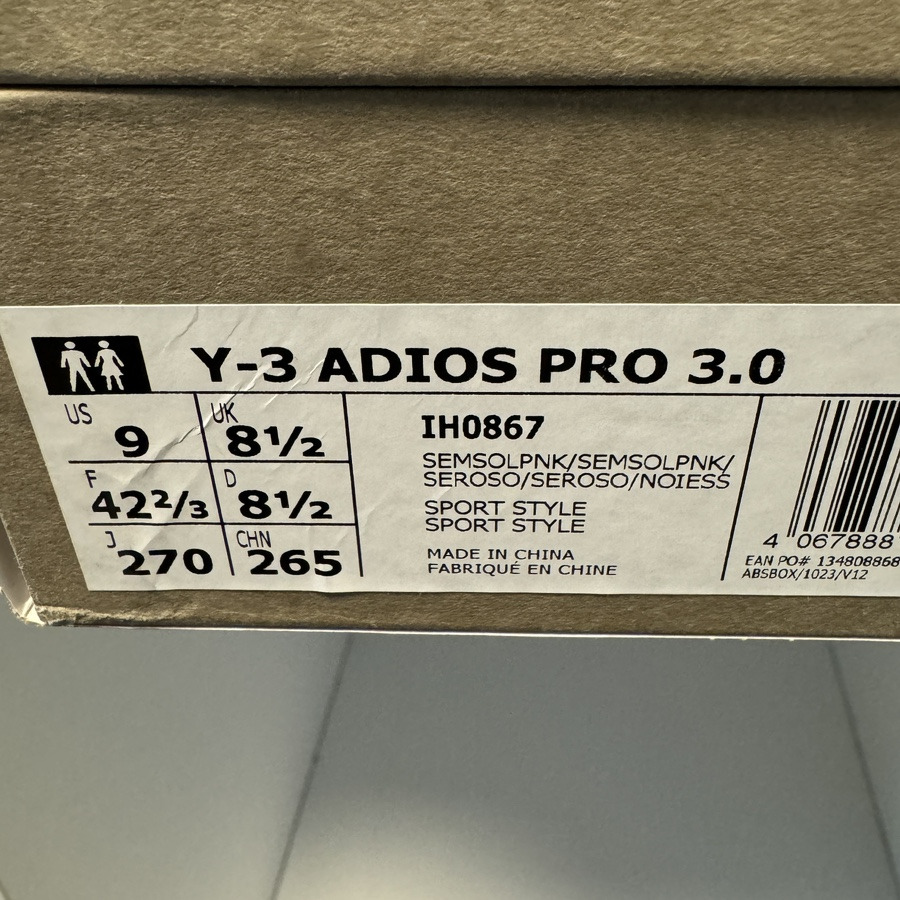 Y-3 ADIOS PRO 3.0
US 9 UK 8½
F 42⅔ D 8½
J 270 CHN 265
IH0867
SEMSOLPNK/SEMSOLPNK/
SEROSO/SEROSO/NOIESS
SPORT STYLE
SPORT STYLE
MADE IN CHINA
FABRIQUÉ EN CHINE
4 067888
EAN PO# 134808868
ABSBOX/1023/V12